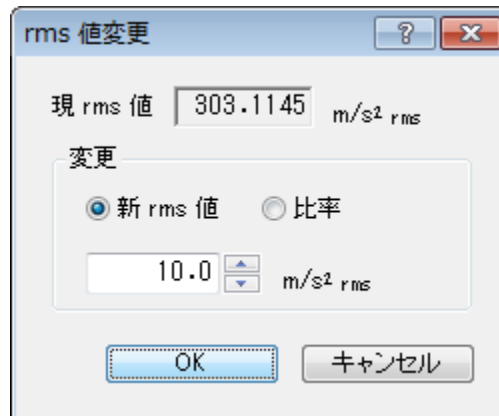 rms 値変更
現 rms 値 303.1145 m/s² rms
変更
新 rms 値 比率
10.0 m/s² rms
OK キャンセル